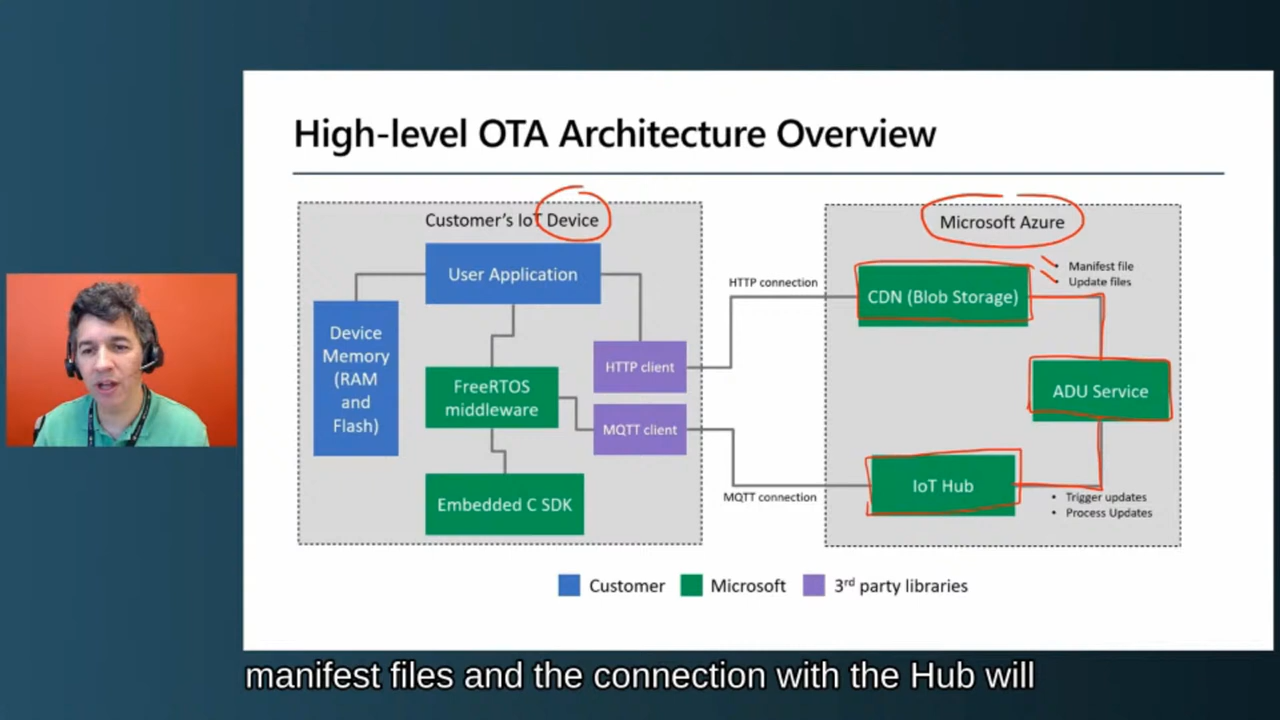 High-level OTA Architecture Overview
Customer's IoT Device
User Application
Device
Memory
(RAM
and
Flash)
FreeRTOS
middleware
Embedded C SDK
HTTP client
MQTT client
HTTP connection
MQTT connection
Microsoft Azure
CDN (Blob Storage)
• Manifest file
• Update files
ADU Service
IoT Hub
• Trigger updates
• Process Updates
Customer
Microsoft
3rd party libraries
manifest files and the connection with the Hub will